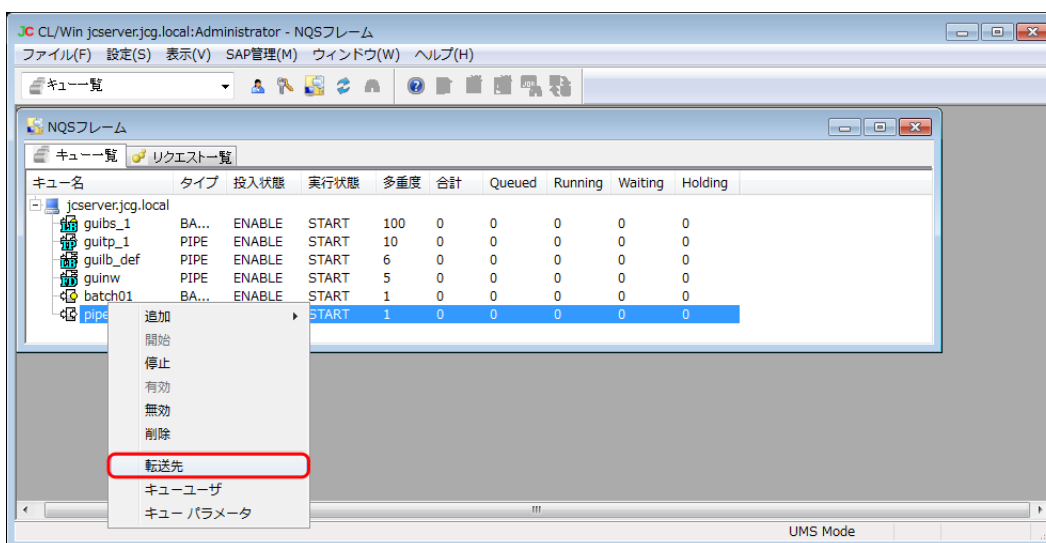 JC CL/Win jcserver.jcg.local:Administrator - NQSフレーム
ファイル(F) 設定(S) 表示(V) SAP管理(M) ウィンドウ(W) ヘルプ(H)
キュー一覧
NQSフレーム
キュー一覧 リクエスト一覧
キュー名 タイプ 投入状態 実行状態 多重度 合計 Queued Running Waiting Holding
jcserver.jcg.local
guibs_1 BA... ENABLE START 100 0 0 0 0 0
guitp_1 PIPE ENABLE START 10 0 0 0 0 0
guilb_def PIPE ENABLE START 6 0 0 0 0 0
guinw PIPE ENABLE START 5 0 0 0 0 0
batch01 BA... ENABLE START 1 0 0 0 0 0
pipe START 1 0 0 0 0 0
追加
開始
停止
有効
無効
削除
転送先
キューユーザ
キュー パラメータ
UMS Mode